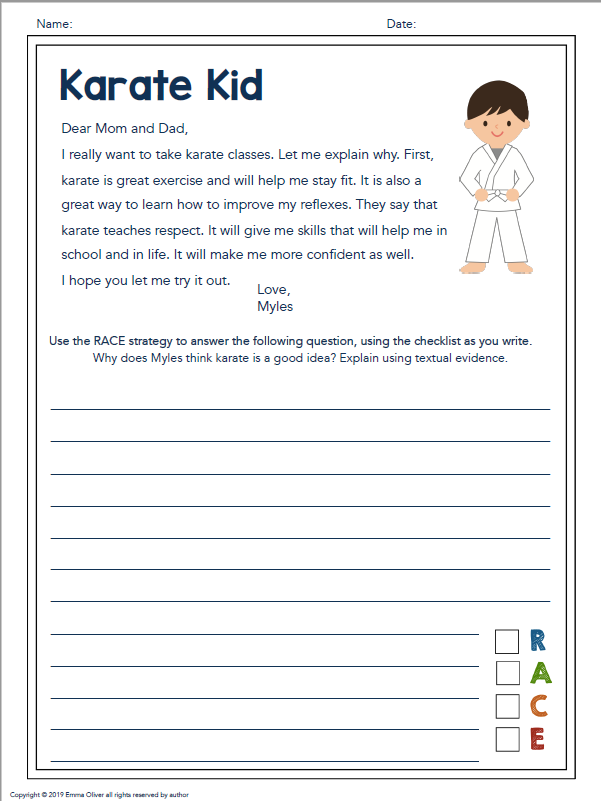 Name: Date:
Karate Kid
Dear Mom and Dad,
I really want to take karate classes. Let me explain why. First,
karate is great exercise and will help me stay fit. It is also a
great way to learn how to improve my reflexes. They say that
karate teaches respect. It will give me skills that will help me in
school and in life. It will make me more confident as well.
I hope you let me try it out.
Love,
Myles
Use the RACE strategy to answer the following question, using the checklist as you write.
Why does Myles think karate is a good idea? Explain using textual evidence.
R
A
C
E
Copyright © 2019 Emma Oliver all rights reserved by author